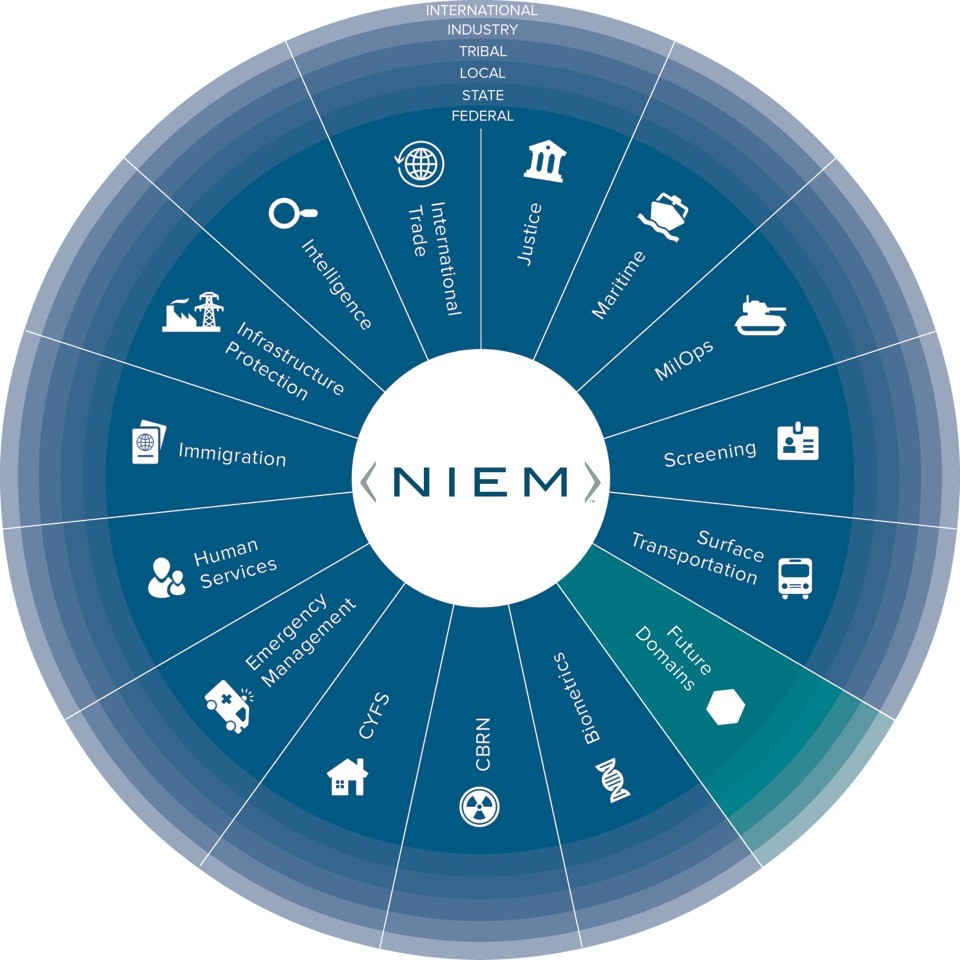 INTERNATIONAL
INDUSTRY
TRIBAL
LOCAL
STATE
FEDERAL
International
Trade
Justice
Maritime
MilOps
Screening
Surface
Transportation
Future
Domains
Biometrics
CBRN
CYFS
Emergency
Management
Human
Services
Immigration
Infrastructure
Protection
Intelligence
<NIEM>™